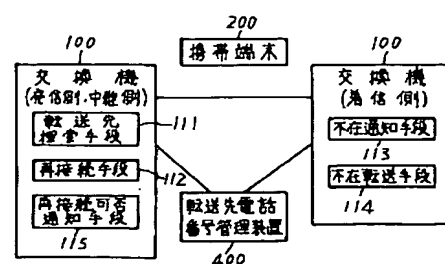 200
携帯端末
100
交換機
(発信側・中継側)
転送先
捜索手段
111
再接続手段
112
再接続可否
通知手段
115
100
交換機
(着信側)
不在通知手段
113
不在転送手段
114
転送先電話
番号管理装置
400